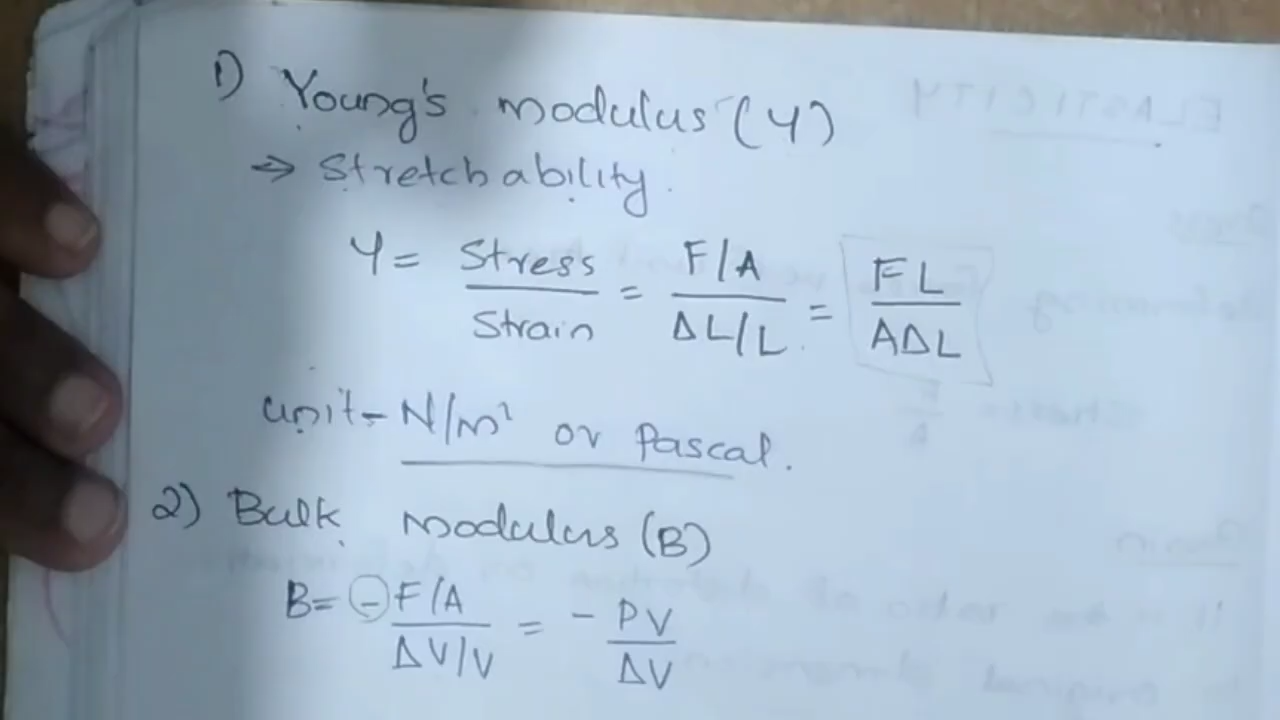 1) Young's modulus (Y)
→ Stretchability.
Y = Stress / Strain = F/A / ΔL/L = FL / AΔL
unit - N/m² or Pascal.
2) Bulk modulus (B)
B = - F/A / ΔV/V = - PV / ΔV
ELASTICITY